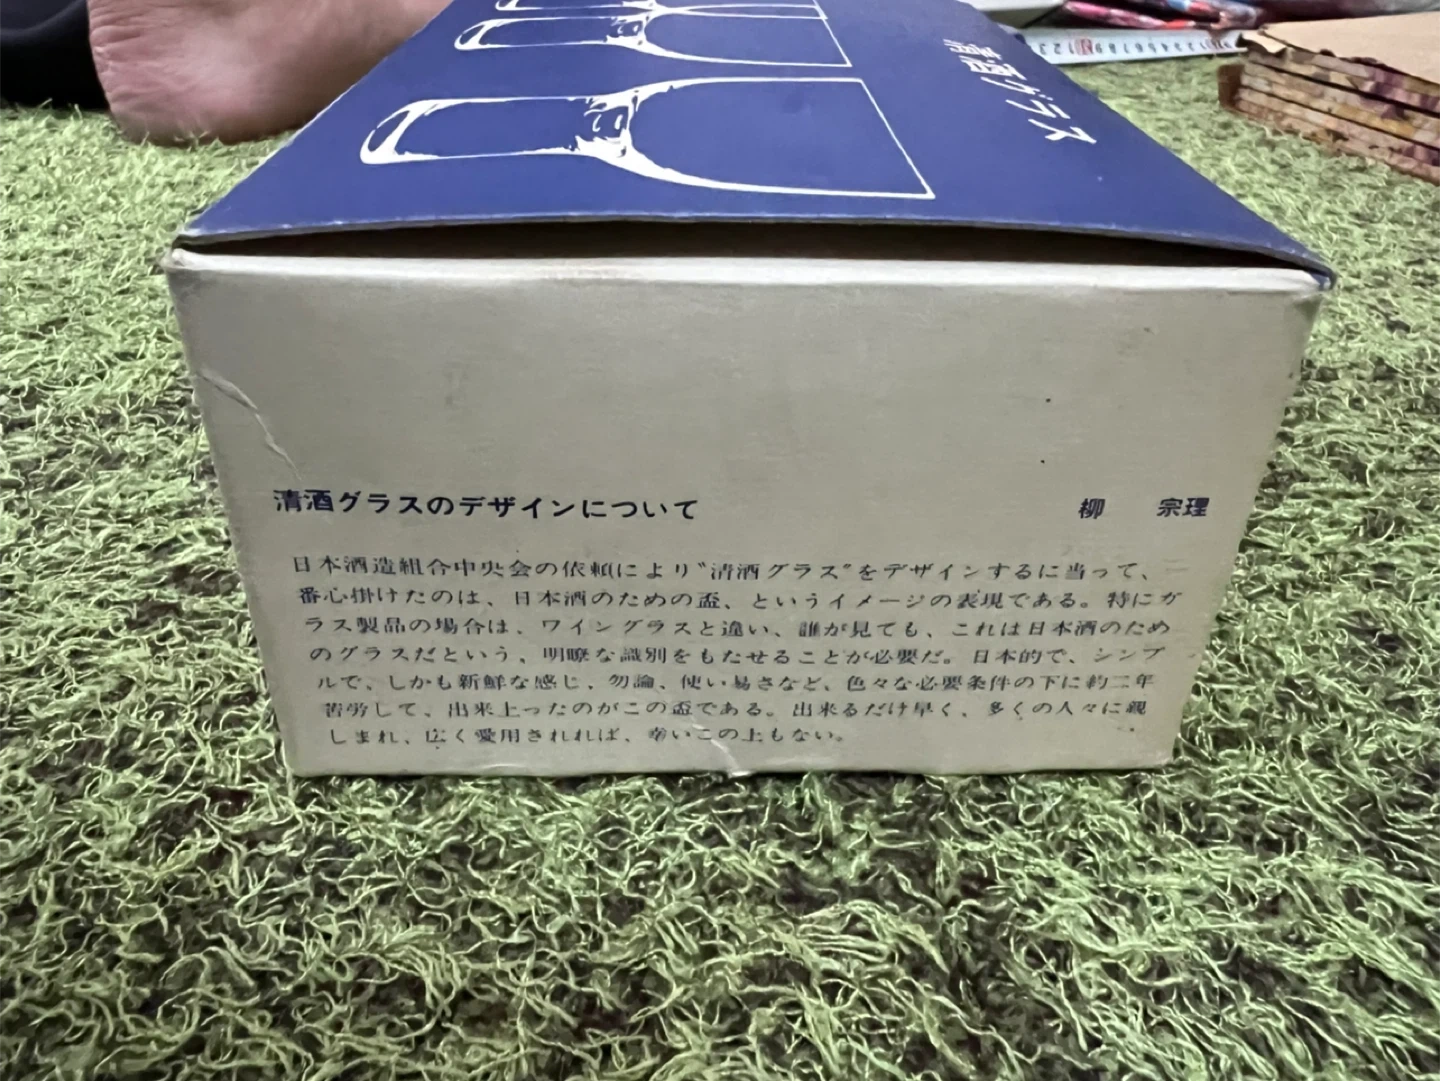 清酒グラス
清酒グラスのデザインについて
柳 宗理
日本酒造組合中央会の依頼により"清酒グラス"をデザインするに当って、一
番心掛けたのは、日本酒のための盃、というイメージの表現である。特にガ
ラス製品の場合は、ワイングラスと違い、誰が見ても、これは日本酒のため
のグラスだという、明瞭な識別をもたせることが必要だ。日本的で、シンプ
ルで、しかも新鮮な感じ、勿論、使い易さなど、色々な必要条件の下に約二年
苦労して、出来上ったのがこの盃である。出来るだけ早く、多くの人々に親
しまれ、広く愛用されれば、幸いこの上もない。